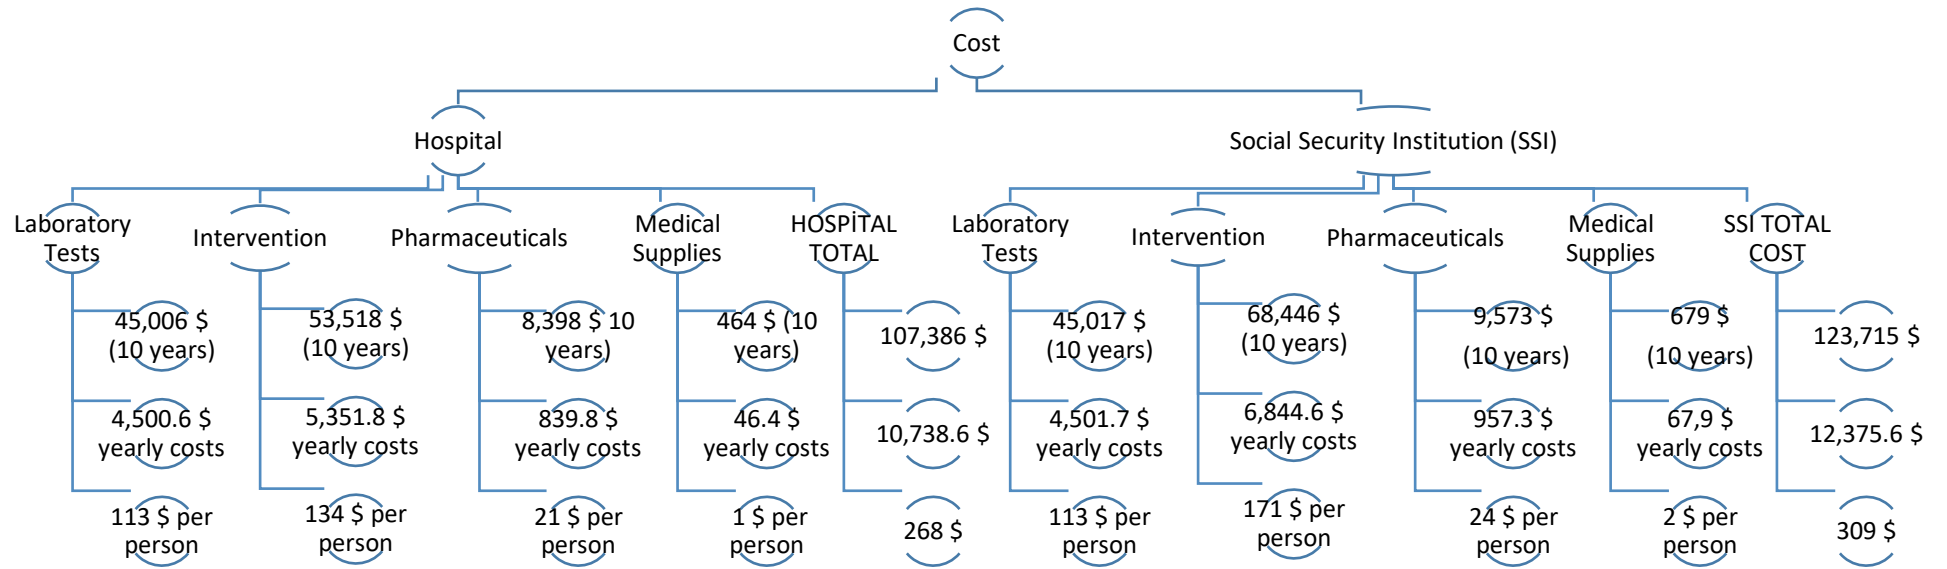 Cost
Hospital
Social Security Institution (SSI)
Laboratory
Tests
Intervention
Pharmaceuticals
Medical
Supplies
HOSPİTAL
TOTAL
Laboratory
Tests
Intervention
Pharmaceuticals
Medical
Supplies
SSI TOTAL
COST
45,006 $
(10 years)
53,518 $
(10 years)
8,398 $ 10
years)
464 $ (10
years)
107,386 $
45,017 $
(10 years)
68,446 $
(10 years)
9,573 $
(10 years)
679 $
(10 years)
123,715 $
4,500.6 $
yearly costs
5,351.8 $
yearly costs
839.8 $
yearly costs
46.4 $
yearly costs
10,738.6 $
4,501.7 $
yearly costs
6,844.6 $
yearly costs
957.3 $
yearly costs
67,9 $
yearly costs
12,375.6 $
113 $ per
person
134 $ per
person
21 $ per
person
1 $ per
person
268 $
113 $ per
person
171 $ per
person
24 $ per
person
2 $ per
person
309 $